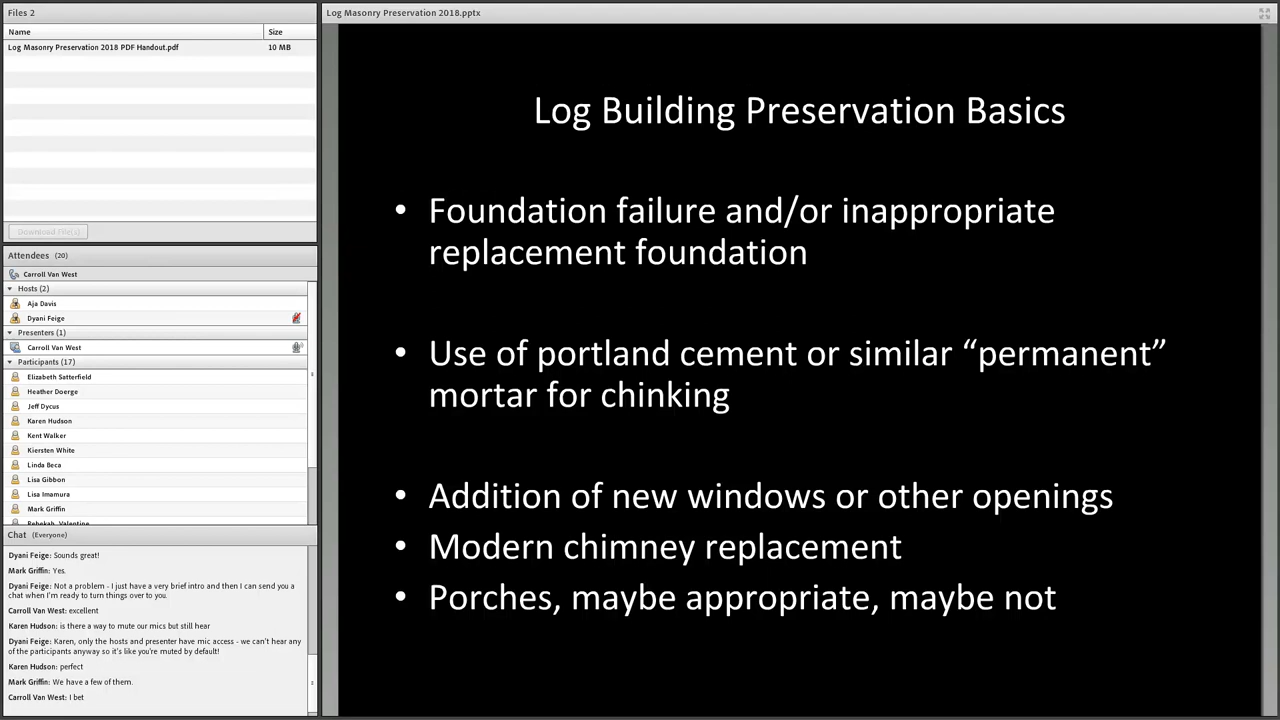 Files 2
Name
Size
Log Masonry Preservation 2018 PDF Handout.pdf
10 MB
Download File(s)
Attendees (20)
Carroll Van West
Hosts (2)
Aja Davis
Dyani Feige
Presenters (1)
Carroll Van West
Participants (17)
Elizabeth Satterfield
Heather Doerge
Jeff Dycus
Karen Hudson
Kent Walker
Kiersten White
Linda Beca
Lisa Gibbon
Lisa Imamura
Mark Griffin
Rebekah, Valentine
Chat (Everyone)
Dyani Feige: Sounds great!
Mark Griffin: Yes.
Dyani Feige: Not a problem - I just have a very brief intro and then I can send you a
chat when I'm ready to turn things over to you.
Carroll Van West: excellent
Karen Hudson: is there a way to mute our mics but still hear
Dyani Feige: Karen, only the hosts and presenter have mic access - we can't hear any
of the participants anyway so it's like you're muted by default!
Karen Hudson: perfect
Mark Griffin: We have a few of them.
Carroll Van West: I bet
Log Masonry Preservation 2018.pptx
Log Building Preservation Basics
• Foundation failure and/or inappropriate
replacement foundation
• Use of portland cement or similar “permanent”
mortar for chinking
• Addition of new windows or other openings
• Modern chimney replacement
• Porches, maybe appropriate, maybe not